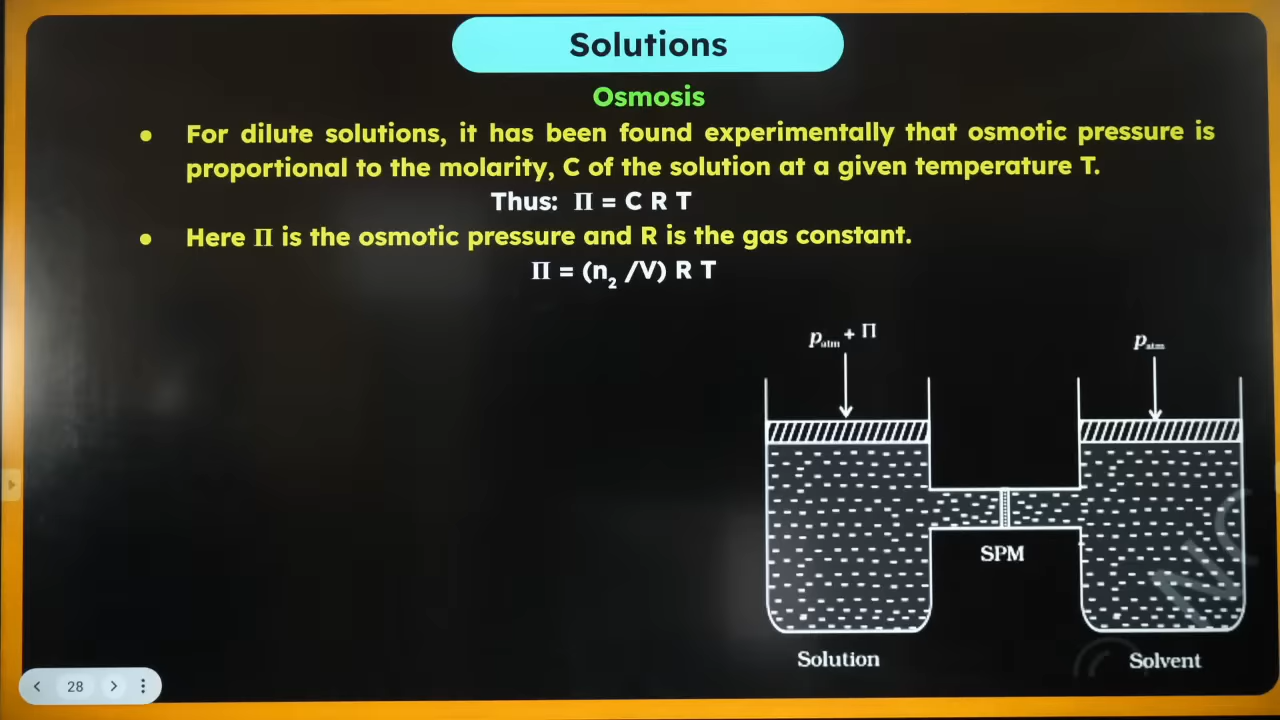 Solutions
Osmosis
● For dilute solutions, it has been found experimentally that osmotic pressure is
proportional to the molarity, C of the solution at a given temperature T.
Thus: Π = C R T
● Here Π is the osmotic pressure and R is the gas constant.
Π = (n₂ /V) R T
pₐₜₘ + Π
pₐₜₘ
SPM
Solution
Solvent
28